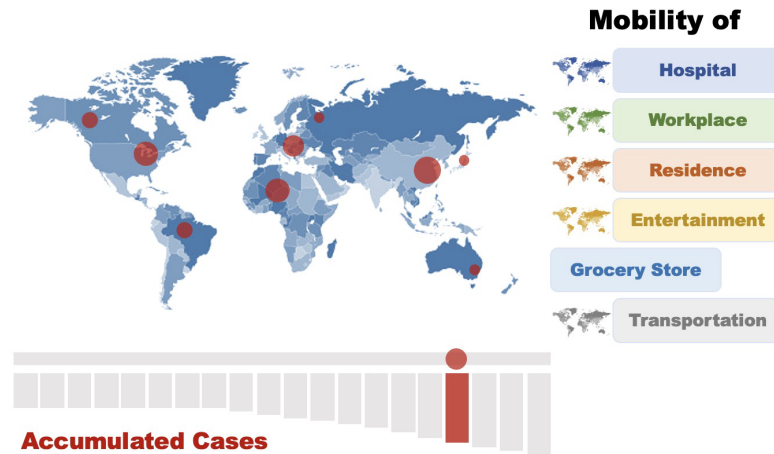 Mobility of
Hospital
Workplace
Residence
Entertainment
Grocery Store
Transportation
Accumulated Cases